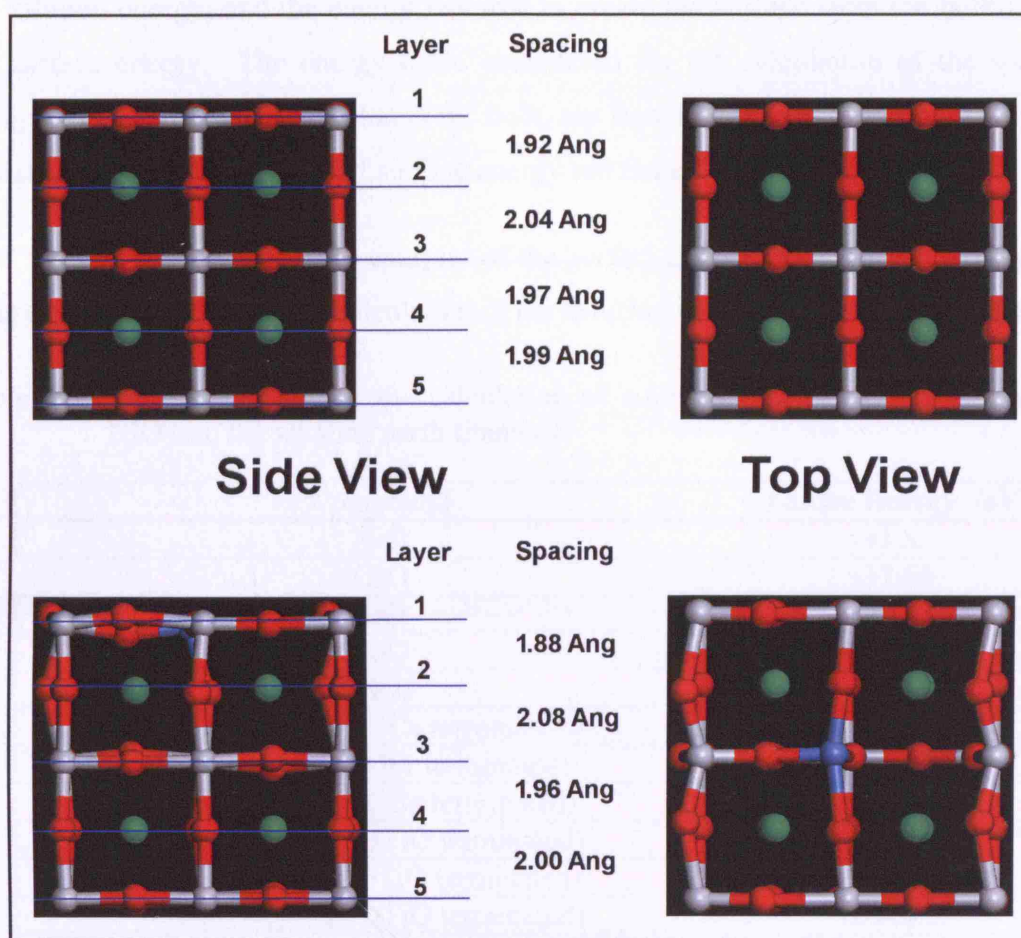 Layer Spacing
1
1.92 Ang
2
2.04 Ang
3
1.97 Ang
4
1.99 Ang
5
Side View Top View
Layer Spacing
1
1.88 Ang
2
2.08 Ang
3
1.96 Ang
4
2.00 Ang
5